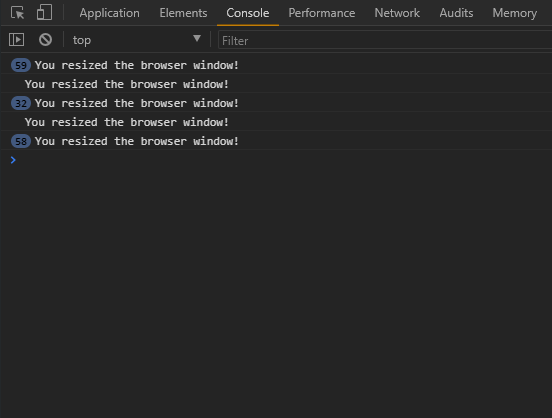 Application Elements Console Performance Network Audits Memory
top Filter
59 You resized the browser window!
You resized the browser window!
32 You resized the browser window!
You resized the browser window!
58 You resized the browser window!